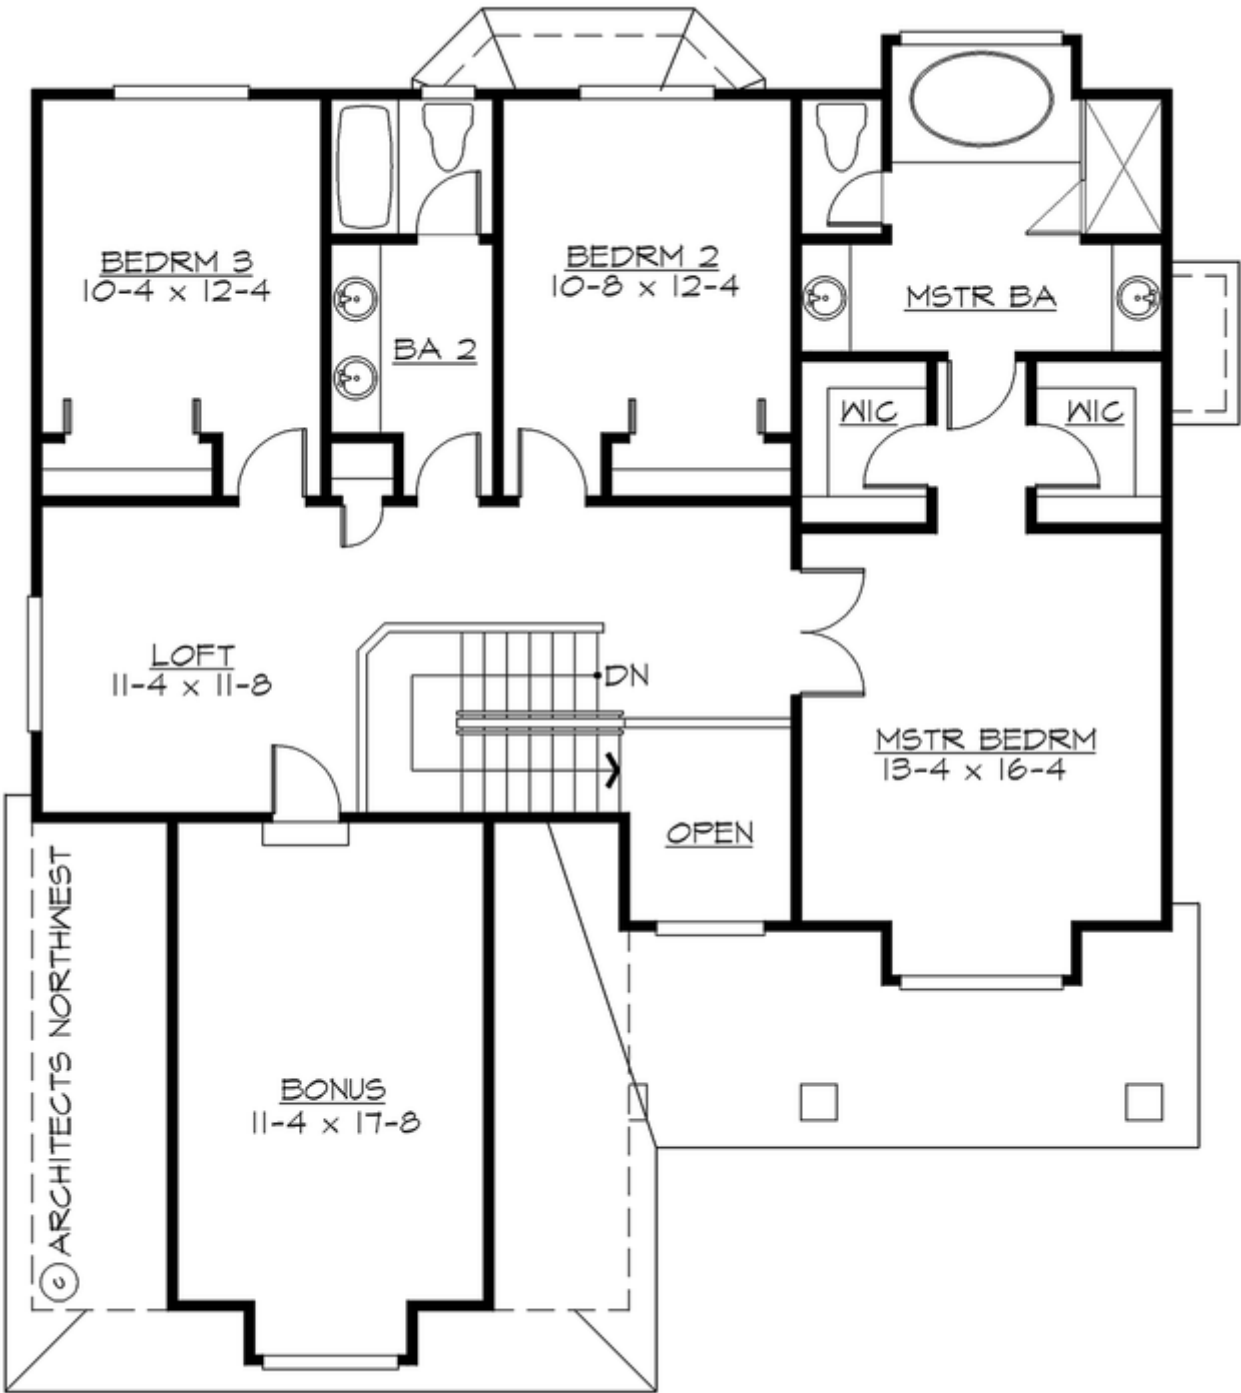 BEDRM 3
10-4 x 12-4
BEDRM 2
10-8 x 12-4
MSTR BA
BA 2
WIC
WIC
LOFT
11-4 x 11-8
DN
MSTR BEDRM
13-4 x 16-4
OPEN
BONUS
11-4 x 17-8
© ARCHITECTS NORTHWEST